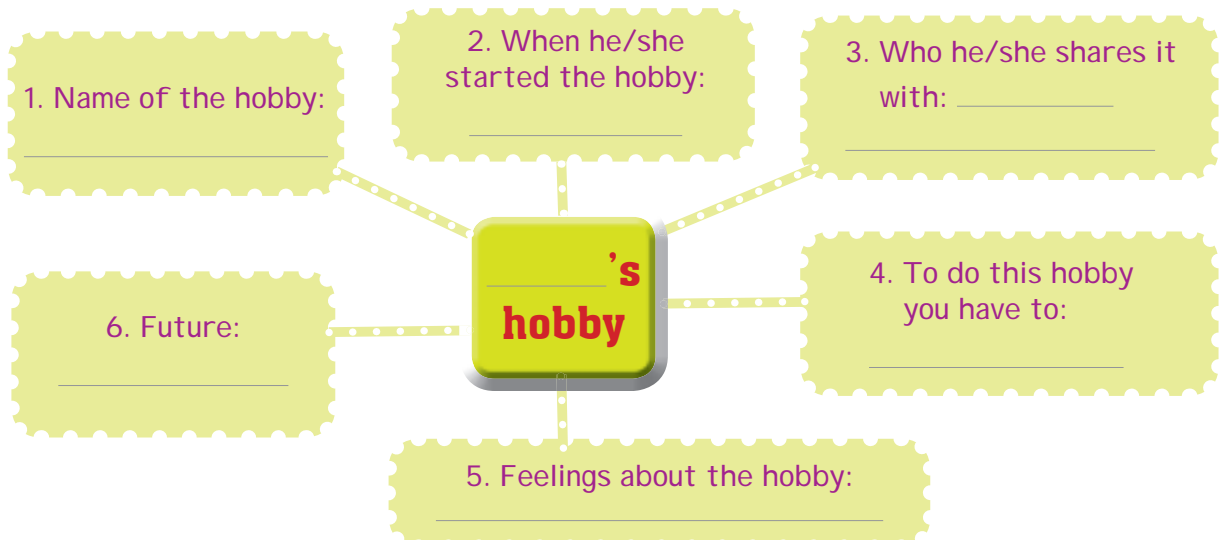 1. Name of the hobby:
2. When he/she
started the hobby:
3. Who he/she shares it
with:
4. To do this hobby
you have to:
5. Feelings about the hobby:
6. Future:
's
hobby